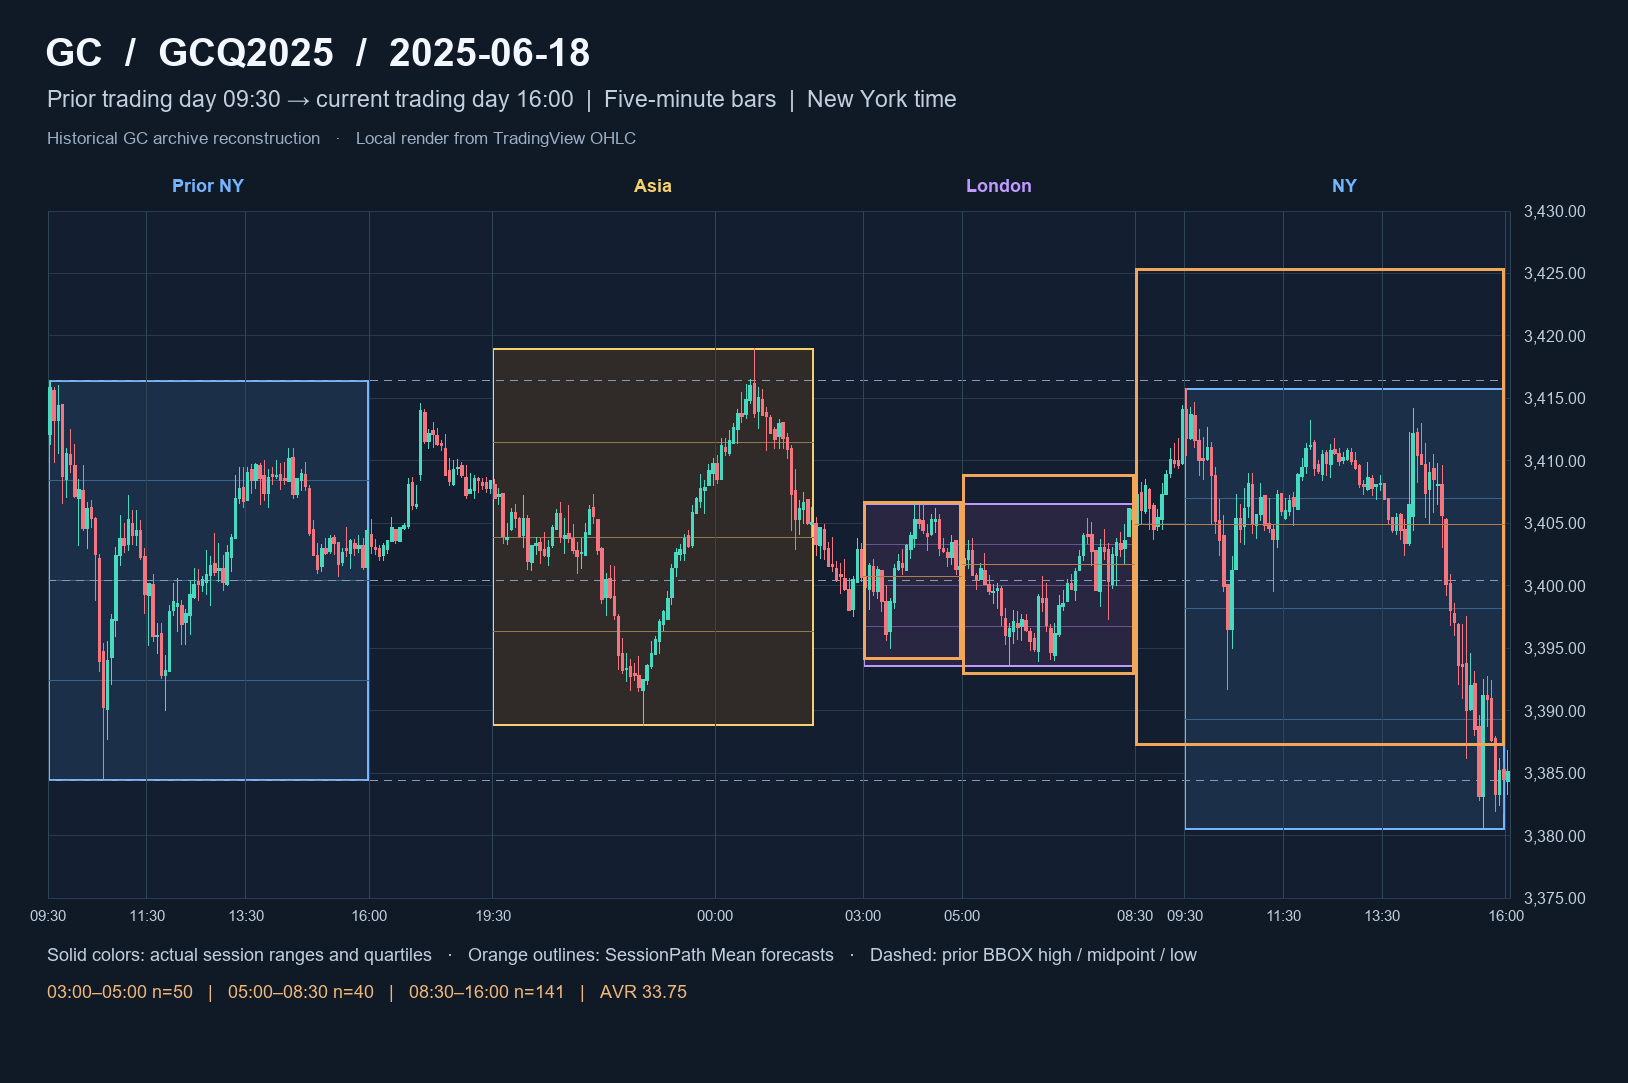 GC / GCQ2025 / 2025-06-18
Prior trading day 09:30 → current trading day 16:00 | Five-minute bars | New York time
Historical GC archive reconstruction · Local render from TradingView OHLC
Prior NY Asia London NY
3,430.00
3,425.00
3,420.00
3,415.00
3,410.00
3,405.00
3,400.00
3,395.00
3,390.00
3,385.00
3,380.00
3,375.00
09:30 11:30 13:30 16:00 19:30 00:00 03:00 05:00 08:30 09:30 11:30 13:30 16:00
Solid colors: actual session ranges and quartiles · Orange outlines: SessionPath Mean forecasts · Dashed: prior BBOX high / midpoint / low
03:00–05:00 n=50 | 05:00–08:30 n=40 | 08:30–16:00 n=141 | AVR 33.75